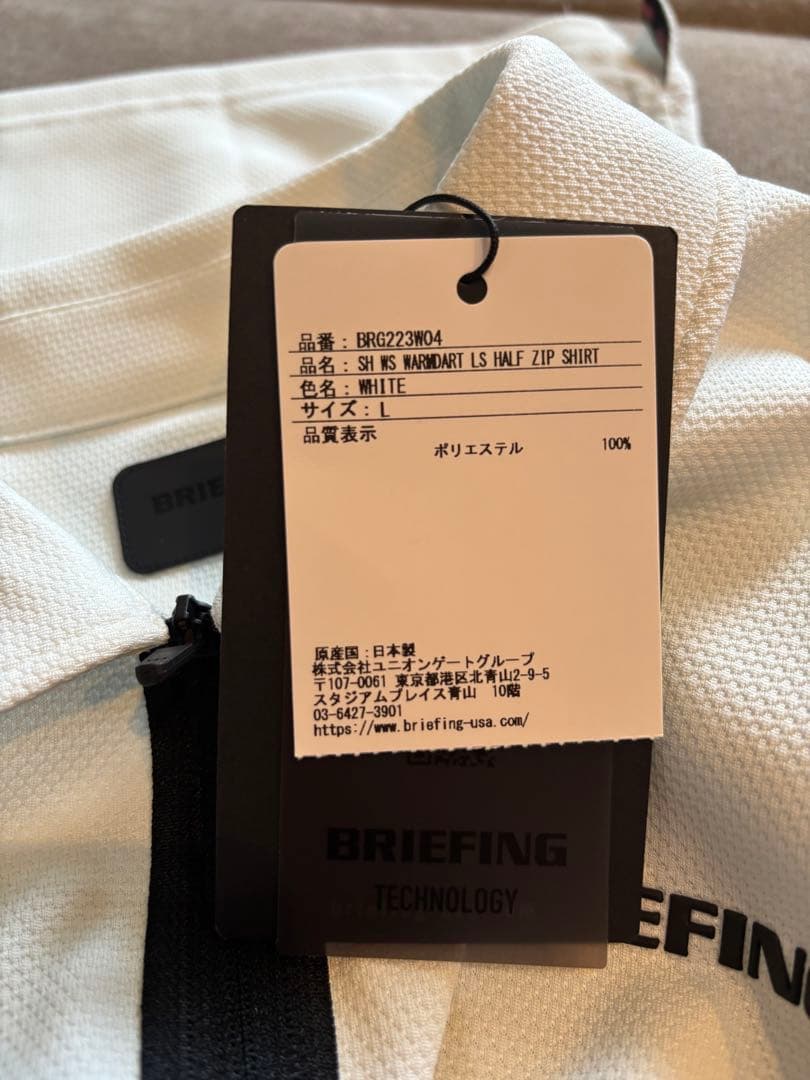 品番：BRG223W04
品名：SH WS WARMDART LS HALF ZIP SHIRT
色名：WHITE
サイズ：L
品質表示
ポリエステル 100%
原産国：日本製
株式会社ユニオンゲートグループ
〒107-0061 東京都港区北青山2-9-5
スタジアムプレイス青山 10階
03-6427-3901
https://www.briefing-usa.com/
BRIEFING
TECHNOLOGY
BRIE
EFING